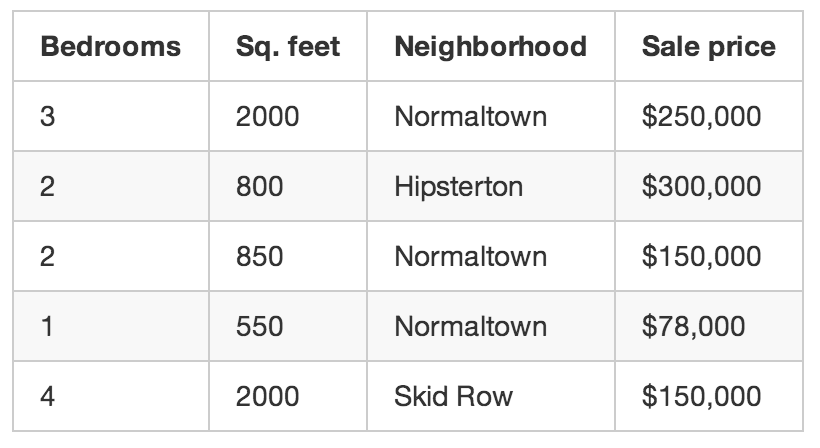 Bedrooms Sq. feet Neighborhood Sale price
3 2000 Normaltown $250,000
2 800 Hipsterton $300,000
2 850 Normaltown $150,000
1 550 Normaltown $78,000
4 2000 Skid Row $150,000